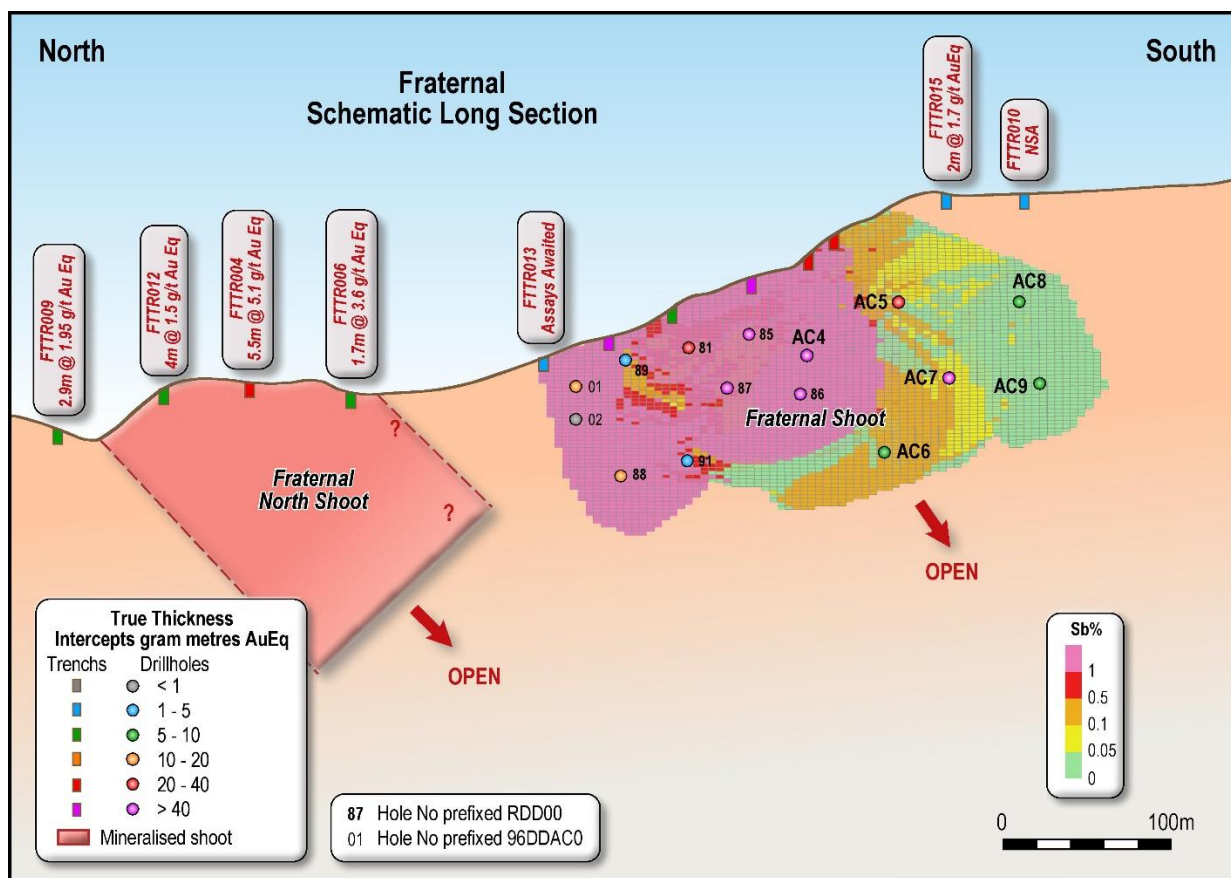 North
South
Fraternal
Schematic Long Section
FTTR009
2.9m @ 1.95 g/t Au Eq
FTTR012
4m @ 1.5 g/t Au Eq
FTTR004
5.5m @ 5.1 g/t Au Eq
FTTR006
1.7m @ 3.6 g/t Au Eq
FTTR013
Assays Awaited
FTTR015
2m @ 1.7 g/t AuEq
FTTR010
NSA
AC5
AC8
85
81
AC4
89
01
87
86
AC7
AC9
02
Fraternal Shoot
AC6
91
88
?
Fraternal
North Shoot
?
OPEN
OPEN
True Thickness
Intercepts gram metres AuEq
Trenchs Drillholes
< 1
1 - 5
5 - 10
10 - 20
20 - 40
> 40
Mineralised shoot
87 Hole No prefixed RDD00
01 Hole No prefixed 96DDAC0
Sb%
1
0.5
0.1
0.05
0
0 100m